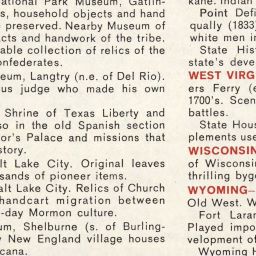 ational Park Museum, Gatlin-
s, household objects and hand
e preserved. Nearby Museum of
acts and handwork of the tribe.
able collection of relics of the
onfederates.
eum, Langtry (n.e. of Del Rio).
us judge who made his own
Shrine of Texas Liberty and
so in the old Spanish section
or's Palace and missions that
story.
lt Lake City. Original leaves
usands of pioneer items.
alt Lake City. Relics of Church
handcart migration between
-day Mormon culture.
um, Shelburne (s. of Burling-
y New England village houses
icana.
kane. Indian
Point Defi
qually (1833)
white men in
State Hist
state's deve
WEST VIRG
ers Ferry (e
1700's. Scen
battles.
State Hous
plements use
WISCONSIN
of Wisconsin
thrilling byg
WYOMING—
Old West. W
Fort Laram
Played impo
velopment of
Wyoming H